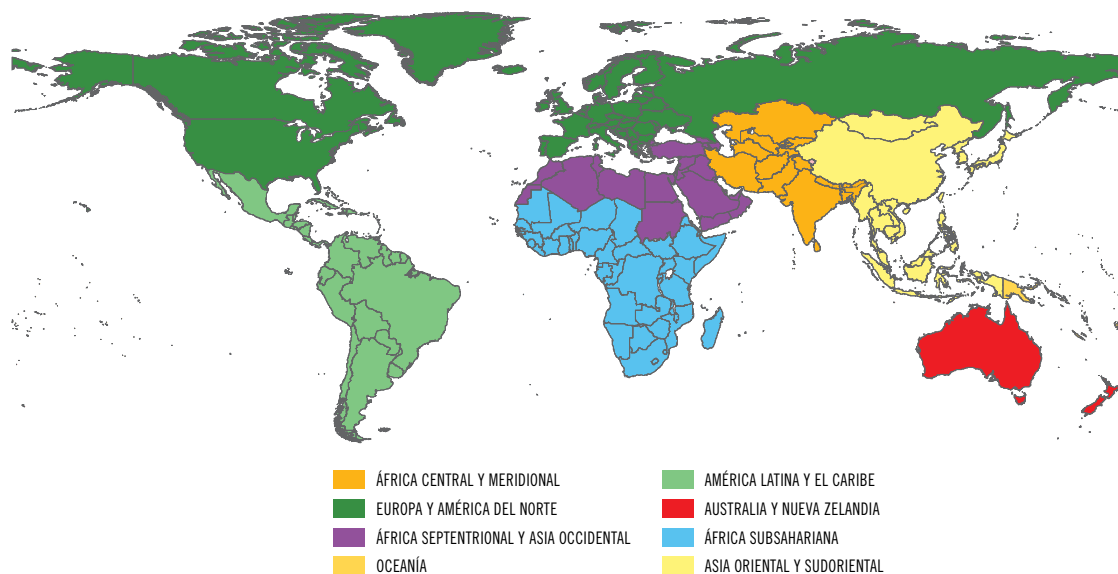 ÁFRICA CENTRAL Y MERIDIONAL
EUROPA Y AMÉRICA DEL NORTE
ÁFRICA SEPTENTRIONAL Y ASIA OCCIDENTAL
OCEANÍA
AMÉRICA LATINA Y EL CARIBE
AUSTRALIA Y NUEVA ZELANDIA
ÁFRICA SUBSAHARIANA
ASIA ORIENTAL Y SUDORIENTAL